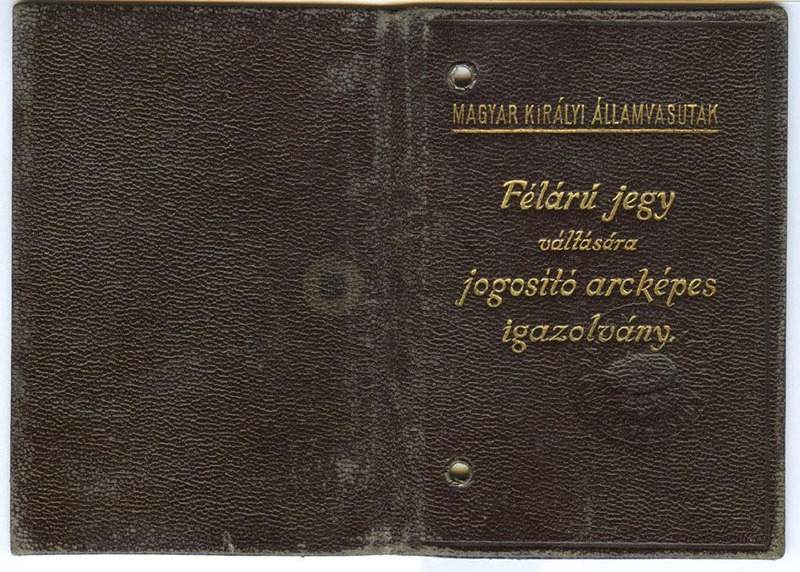 MAGYAR KIRÁLYI ÁLLAMVASUTAK
Félárú jegy
váltására
jogosító arcképes
igazolvány.